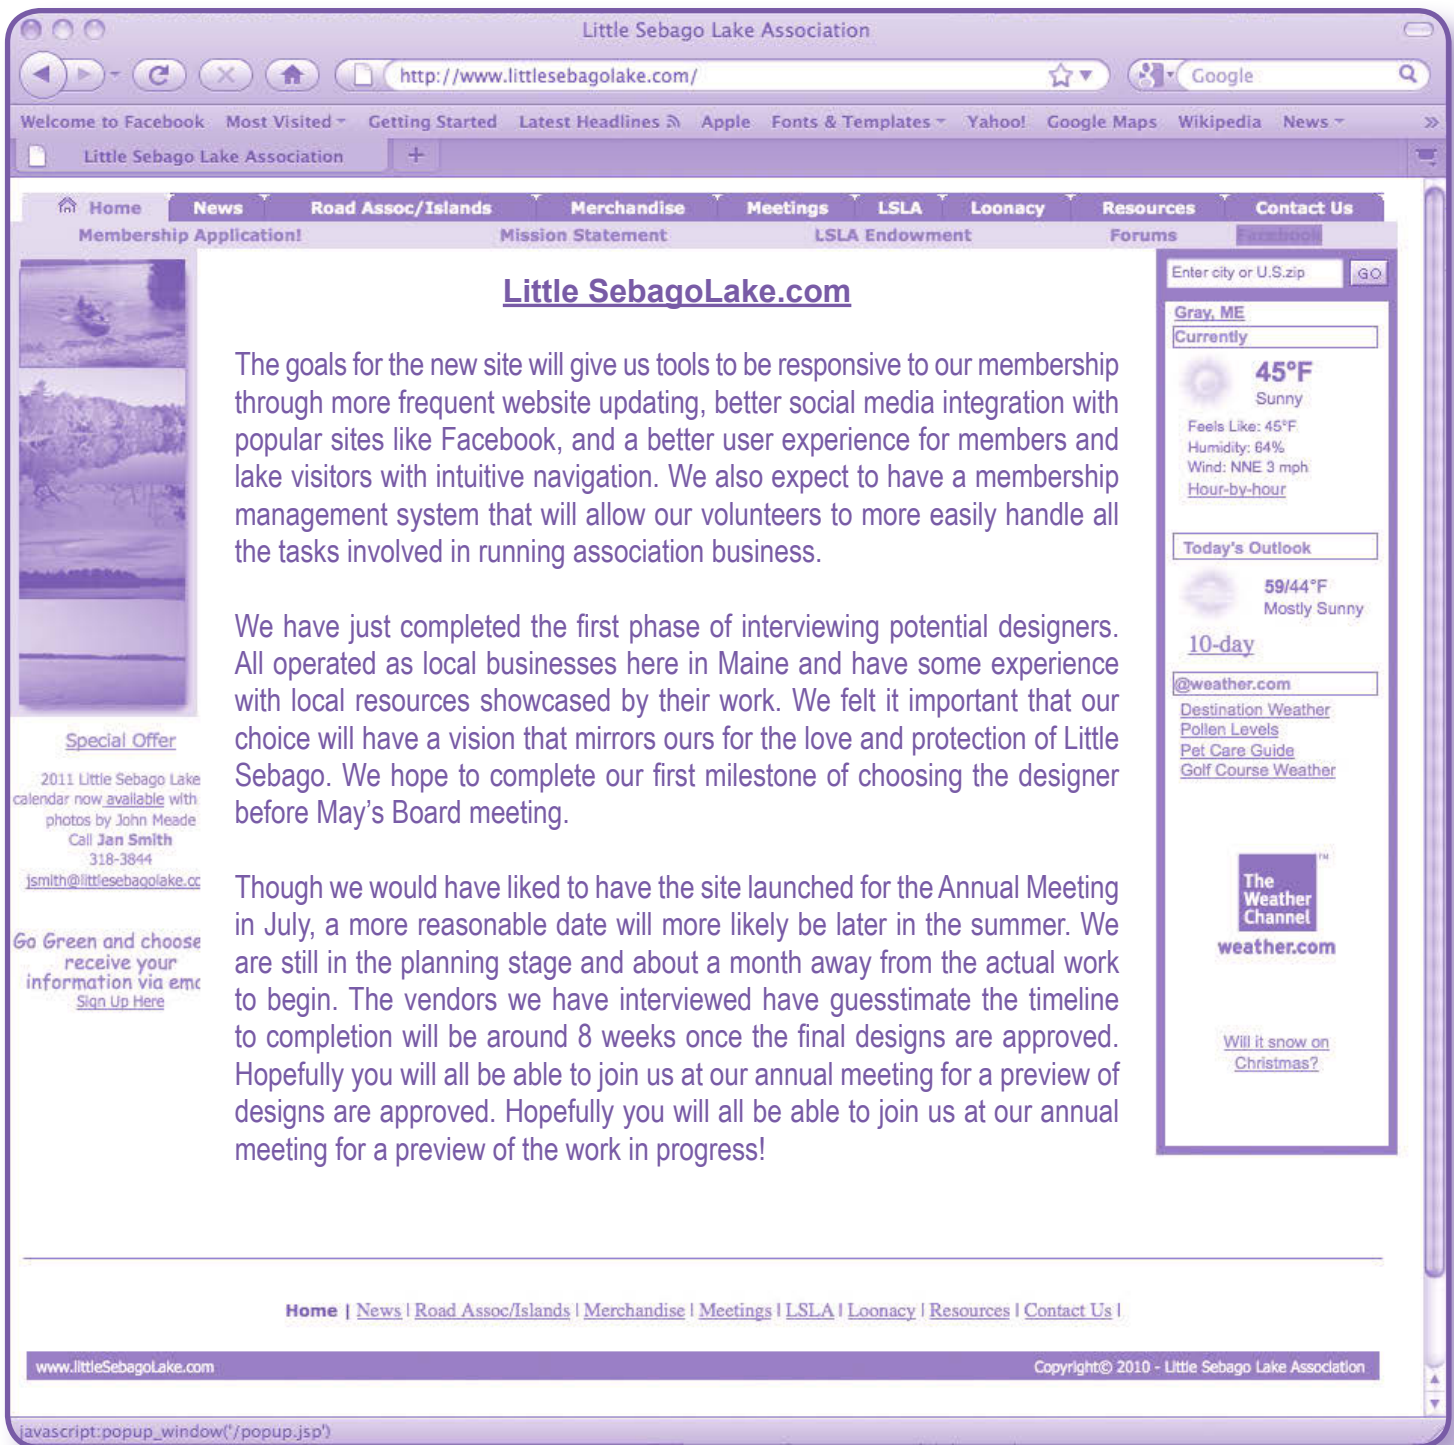 Little Sebago Lake Association
http://www.littlesebagolake.com/
Google
Welcome to Facebook Most Visited Getting Started Latest Headlines Apple Fonts & Templates Yahoo! Google Maps Wikipedia News
Little Sebago Lake Association
Home News Road Assoc/Islands Merchandise Meetings LSLA Loonacy Resources Contact Us
Membership Application! Mission Statement LSLA Endowment Forums Facebook
Special Offer
2011 Little Sebago Lake
calendar now available with
photos by John Meade
Call Jan Smith
318-3844
jsmith@littlesebagolake.cc
Go Green and choose
receive your
information via ema
Sign Up Here
Little SebagoLake.com
The goals for the new site will give us tools to be responsive to our membership
through more frequent website updating, better social media integration with
popular sites like Facebook, and a better user experience for members and
lake visitors with intuitive navigation. We also expect to have a membership
management system that will allow our volunteers to more easily handle all
the tasks involved in running association business.
We have just completed the first phase of interviewing potential designers.
All operated as local businesses here in Maine and have some experience
with local resources showcased by their work. We felt it important that our
choice will have a vision that mirrors ours for the love and protection of Little
Sebago. We hope to complete our first milestone of choosing the designer
before May's Board meeting.
Though we would have liked to have the site launched for the Annual Meeting
in July, a more reasonable date will more likely be later in the summer. We
are still in the planning stage and about a month away from the actual work
to begin. The vendors we have interviewed have guesstimate the timeline
to completion will be around 8 weeks once the final designs are approved.
Hopefully you will all be able to join us at our annual meeting for a preview of
designs are approved. Hopefully you will all be able to join us at our annual
meeting for a preview of the work in progress!
Enter city or U.S.zip GO
Gray, ME
Currently
45°F
Sunny
Feels Like: 45°F
Humidity: 64%
Wind: NNE 3 mph
Hour-by-hour
Today's Outlook
59/44°F
Mostly Sunny
10-day
@weather.com
Destination Weather
Pollen Levels
Pet Care Guide
Golf Course Weather
The
Weather
Channel
TM
weather.com
Will it snow on
Christmas?
Home | News | Road Assoc/Islands | Merchandise | Meetings | LSLA | Loonacy | Resources | Contact Us |
www.littleSebagoLake.com
Copyright© 2010 - Little Sebago Lake Association
javascript:popup_window('/popup.jsp')